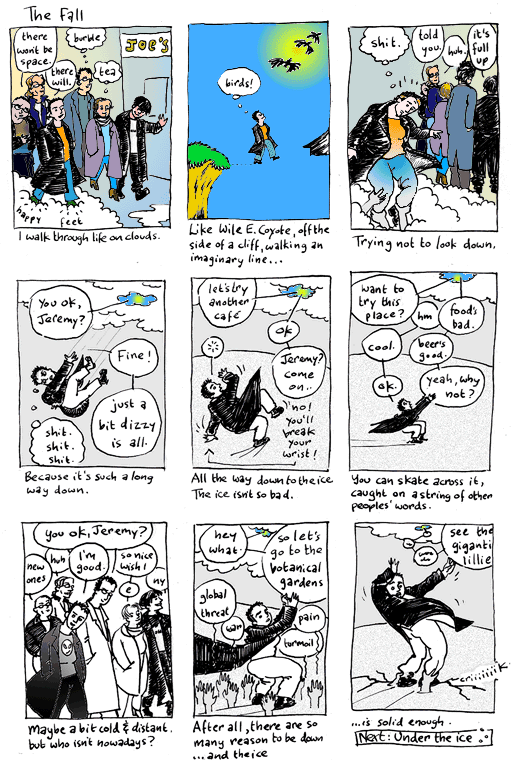 The Fall
there
wont be
space.
burble
JOE'S
there
will.
tea
happy feet
I walk through life on clouds.
birds!
Like Wile E. Coyote, off the
side of a cliff, walking an
imaginary line...
shit.
told
you.
huh.
it's
full
up
Trying not to look down.
You ok,
Jeremy?
Fine!
just a
bit dizzy
is all.
shit.
shit.
shit.
Because it's such a long
way down.
let's try
another
café
ok
Jeremy?
come
on..
no!
You'll
break
your
wrist!
All the way down to the ice.
The ice isn't so bad.
want to
try this
place?
hm
food's
bad.
cool.
beer's
good.
ok.
yeah, why
not?
You can skate across it,
caught on a string of other
peoples' words.
you ok, Jeremy?
new
ones
huh
I'm
good.
so nice
wish I
e
my
Maybe a bit cold & distant.
but who isn't nowadays?
hey
what.
so let's
go to the
botanical
gardens
global
threat
war
pain
turmoil
After all, there are so
many reason to be down
...and the ice
see the
giganti
lillie
criiiiiik
...is solid enough.
Next: Under the ice